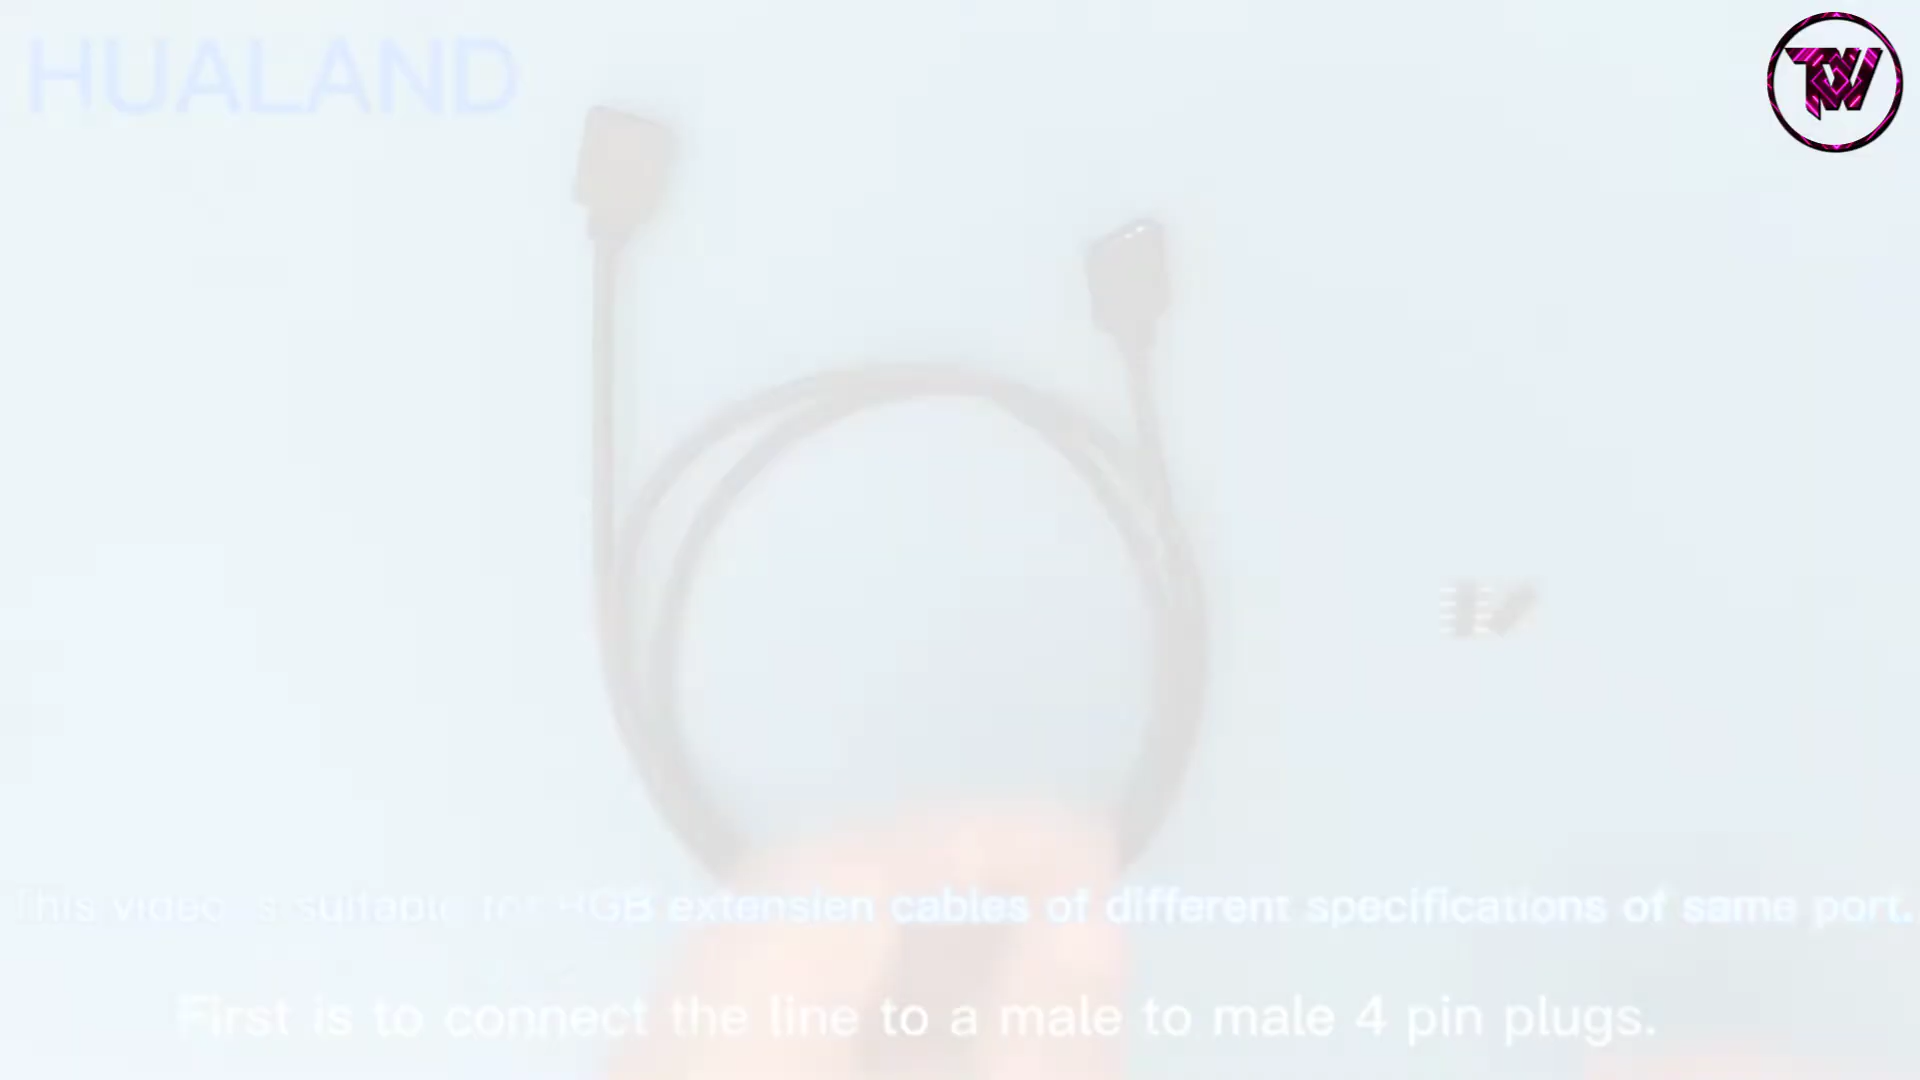 HUALAND
TW
This video is suitable for RGB extension cables of different specifications of same port.
First is to connect the line to a male to male 4 pin plugs.